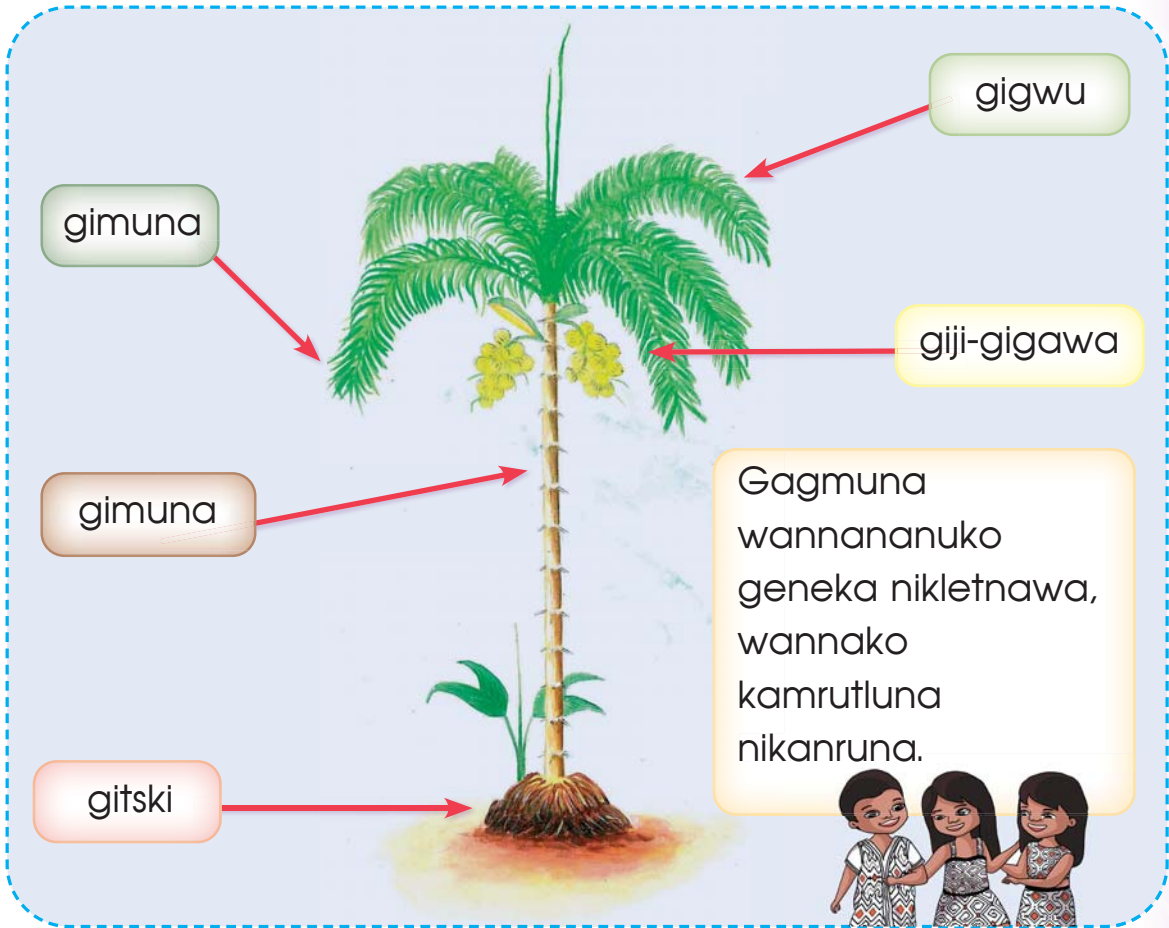 gigwu
gimuna
giji-gigawa
gimuna
Gagmuna
wannananuko
geneka nikletnawa,
wannako
kamrutluna
nikanruna.
gitski